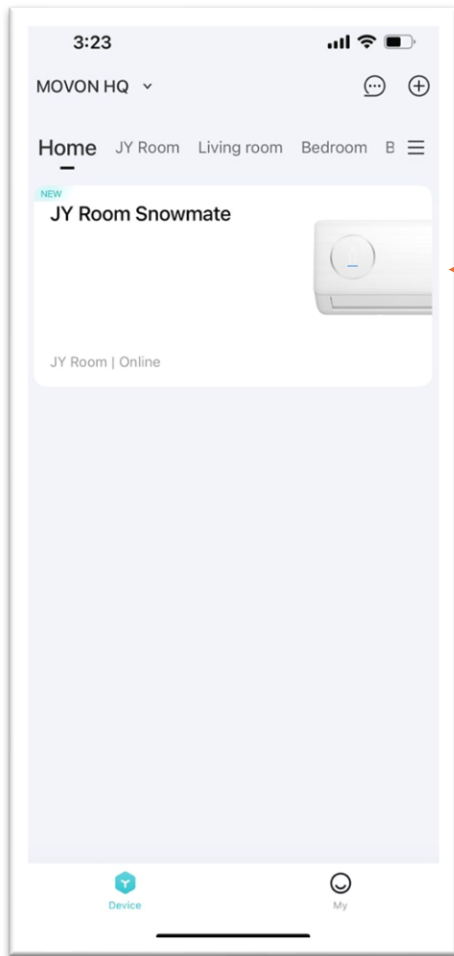 3:23
MOVON HQ
Home JY Room Living room Bedroom B
NEW
JY Room Snowmate
JY Room | Online
Device My